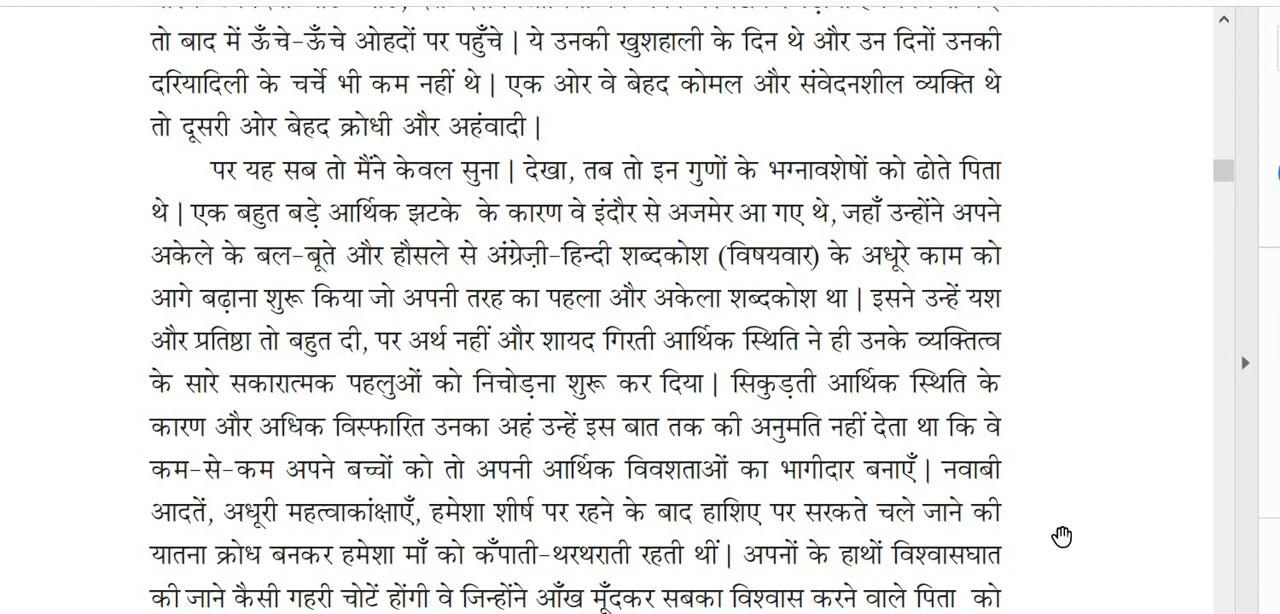 तो बाद में ऊँचे-ऊँचे ओहदों पर पहुँचे | ये उनकी खुशहाली के दिन थे और उन दिनों उनकी
दरियादिली के चर्चे भी कम नहीं थे | एक ओर वे बेहद कोमल और संवेदनशील व्यक्ति थे
तो दूसरी ओर बेहद क्रोधी और अहंवादी |
पर यह सब तो मैंने केवल सुना | देखा, तब तो इन गुणों के भग्नावशेषों को ढोते पिता
थे | एक बहुत बड़े आर्थिक झटके के कारण वे इंदौर से अजमेर आ गए थे, जहाँ उन्होंने अपने
अकेले के बल-बूते और हौसले से अंग्रेज़ी-हिन्दी शब्दकोश (विषयवार) के अधूरे काम को
आगे बढ़ाना शुरू किया जो अपनी तरह का पहला और अकेला शब्दकोश था | इसने उन्हें यश
और प्रतिष्ठा तो बहुत दी, पर अर्थ नहीं और शायद गिरती आर्थिक स्थिति ने ही उनके व्यक्तित्व
के सारे सकारात्मक पहलुओं को निचोड़ना शुरू कर दिया | सिकुड़ती आर्थिक स्थिति के
कारण और अधिक विस्फारित उनका अहं उन्हें इस बात तक की अनुमति नहीं देता था कि वे
कम-से-कम अपने बच्चों को तो अपनी आर्थिक विवशताओं का भागीदार बनाएँ | नवाबी
आदतें, अधूरी महत्वाकांक्षाएँ, हमेशा शीर्ष पर रहने के बाद हाशिए पर सरकते चले जाने की
यातना क्रोध बनकर हमेशा माँ को कँपाती-थरथराती रहती थीं | अपनों के हाथों विश्वासघात
की जाने कैसी गहरी चोटें होंगी वे जिन्होंने आँख मूँदकर सबका विश्वास करने वाले पिता को